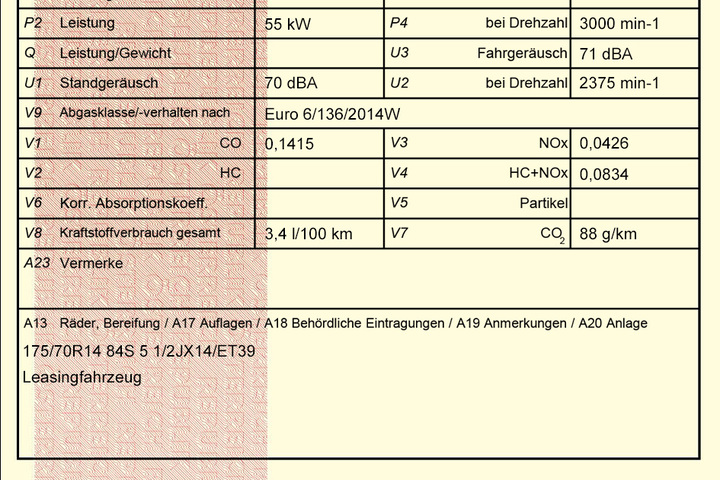 P2 Leistung 55 kW P4 bei Drehzahl 3000 min-1
Q Leistung/Gewicht U3 Fahrgeräusch 71 dBA
U1 Standgeräusch 70 dBA U2 bei Drehzahl 2375 min-1
V9 Abgasklasse/-verhalten nach Euro 6/136/2014W
V1 CO 0,1415 V3 NOx 0,0426
V2 HC V4 HC+NOx 0,0834
V6 Korr. Absorptionskoeff. V5 Partikel
V8 Kraftstoffverbrauch gesamt 3,4 l/100 km V7 CO2 88 g/km
A23 Vermerke
A13 Räder, Bereifung / A17 Auflagen / A18 Behördliche Eintragungen / A19 Anmerkungen / A20 Anlage
175/70R14 84S 5 1/2JX14/ET39
Leasingfahrzeug